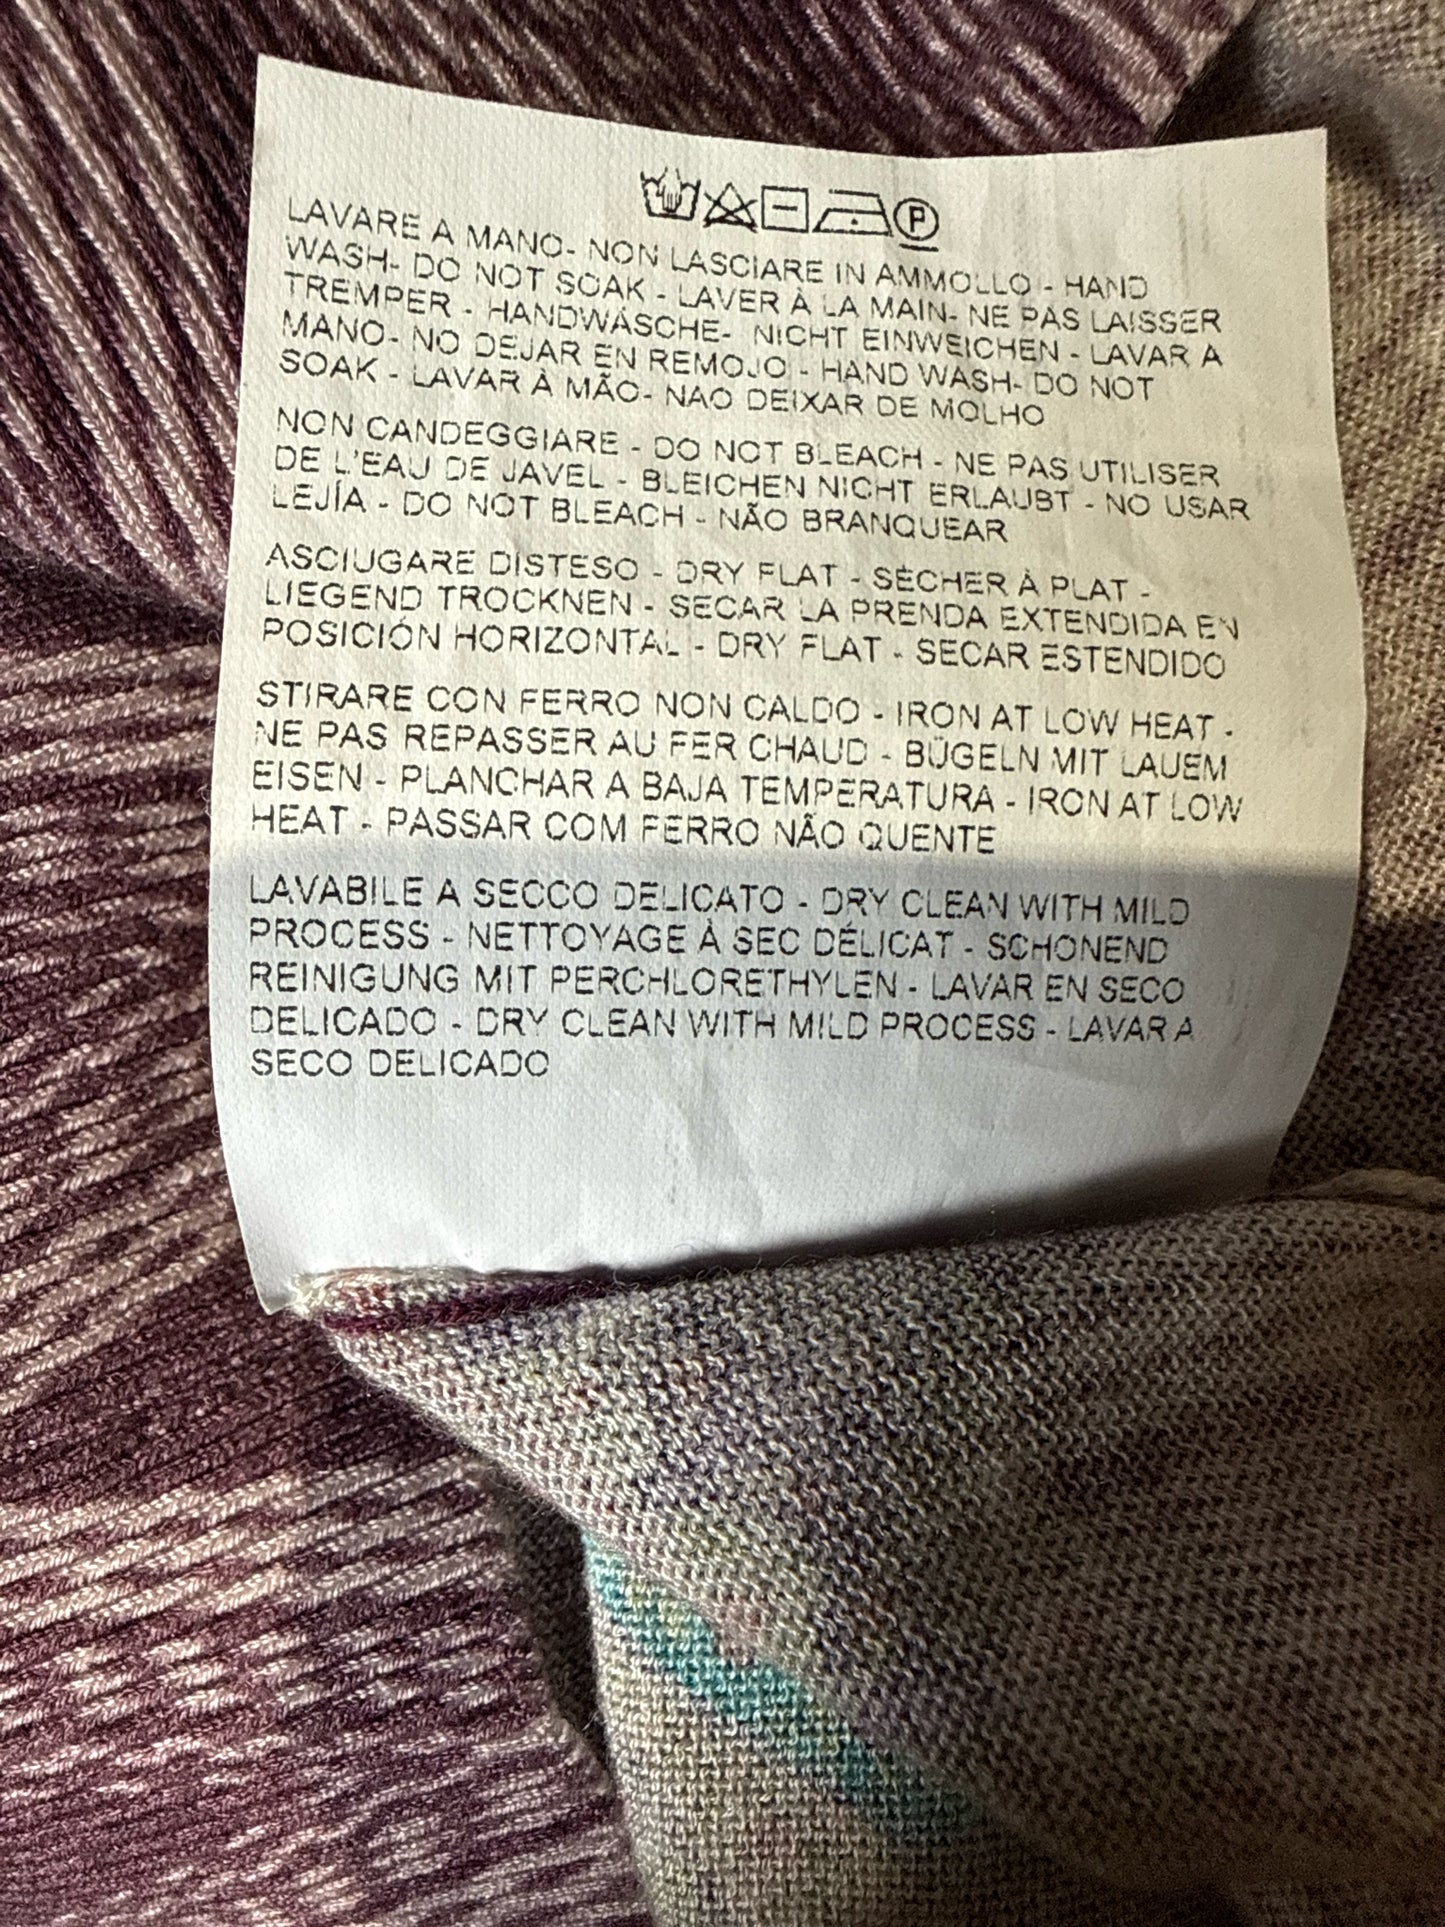 P
LAVARE A MANO- NON LASCIARE IN AMMOLLO - HAND
WASH- DO NOT SOAK - LAVER À LA MAIN- NE PAS LAISSER
TREMPER - HANDWÄSCHE- NICHT EINWEICHEN - LAVAR A
MANO- NO DEJAR EN REMOJO - HAND WASH- DO NOT
SOAK - LAVAR À MÃO- NAO DEIXAR DE MOLHO
NON CANDEGGIARE - DO NOT BLEACH - NE PAS UTILISER
DE L'EAU DE JAVEL - BLEICHEN NICHT ERLAUBT - NO USAR
LEJÍA - DO NOT BLEACH - NÃO BRANQUEAR
ASCIUGARE DISTESO - DRY FLAT - SÉCHER À PLAT -
LIEGEND TROCKNEN - SECAR LA PRENDA EXTENDIDA EN
POSICIÓN HORIZONTAL - DRY FLAT - SECAR ESTENDIDO
STIRARE CON FERRO NON CALDO - IRON AT LOW HEAT -
NE PAS REPASSER AU FER CHAUD - BÜGELN MIT LAUEM
EISEN - PLANCHAR A BAJA TEMPERATURA - IRON AT LOW
HEAT - PASSAR COM FERRO NÃO QUENTE
LAVABILE A SECCO DELICATO - DRY CLEAN WITH MILD
PROCESS - NETTOYAGE À SEC DÉLICAT - SCHONEND
REINIGUNG MIT PERCHLORETHYLEN - LAVAR EN SECO
DELICADO - DRY CLEAN WITH MILD PROCESS - LAVAR A
SECO DELICADO